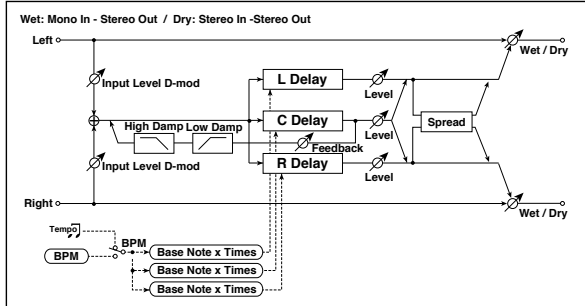 Wet: Mono In - Stereo Out / Dry: Stereo In -Stereo Out
Left
Wet / Dry
Input Level D-mod
L Delay
Level
High Damp
Low Damp
C Delay
Level
Spread
Feedback
Input Level D-mod
R Delay
Level
Right
Wet / Dry
Tempo
BPM
BPM
Base Note x Times
Base Note x Times
Base Note x Times